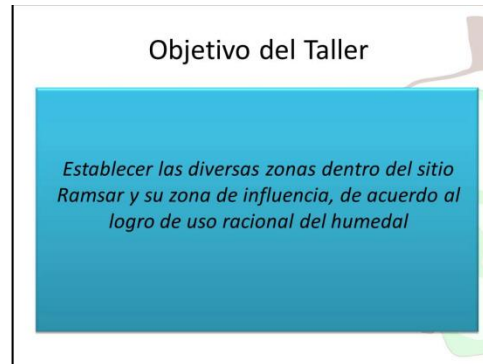 Objetivo del Taller
Establecer las diversas zonas dentro del sitio
Ramsar y su zona de influencia, de acuerdo al
logro de uso racional del humedal